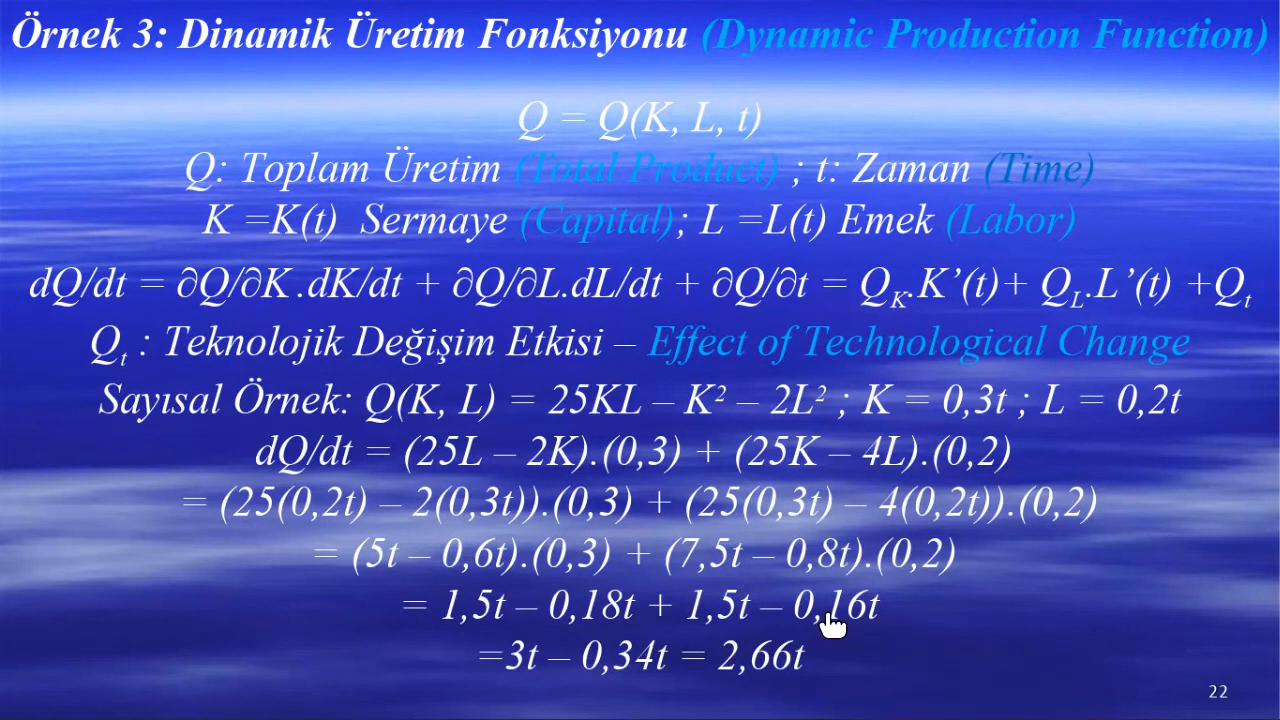 Örnek 3: Dinamik Üretim Fonksiyonu (Dynamic Production Function)
Q = Q(K, L, t)
Q: Toplam Üretim (Total Product) ; t: Zaman (Time)
K =K(t) Sermaye (Capital); L =L(t) Emek (Labor)
dQ/dt = ∂Q/∂K.dK/dt + ∂Q/∂L.dL/dt + ∂Q/∂t = Q_K.K’(t)+ Q_L.L’(t) +Q_t
Q_t : Teknolojik Değişim Etkisi – Effect of Technological Change
Sayısal Örnek: Q(K, L) = 25KL – K² – 2L² ; K = 0,3t ; L = 0,2t
dQ/dt = (25L – 2K).(0,3) + (25K – 4L).(0,2)
= (25(0,2t) – 2(0,3t)).(0,3) + (25(0,3t) – 4(0,2t)).(0,2)
= (5t – 0,6t).(0,3) + (7,5t – 0,8t).(0,2)
= 1,5t – 0,18t + 1,5t – 0,16t
=3t – 0,34t = 2,66t
22